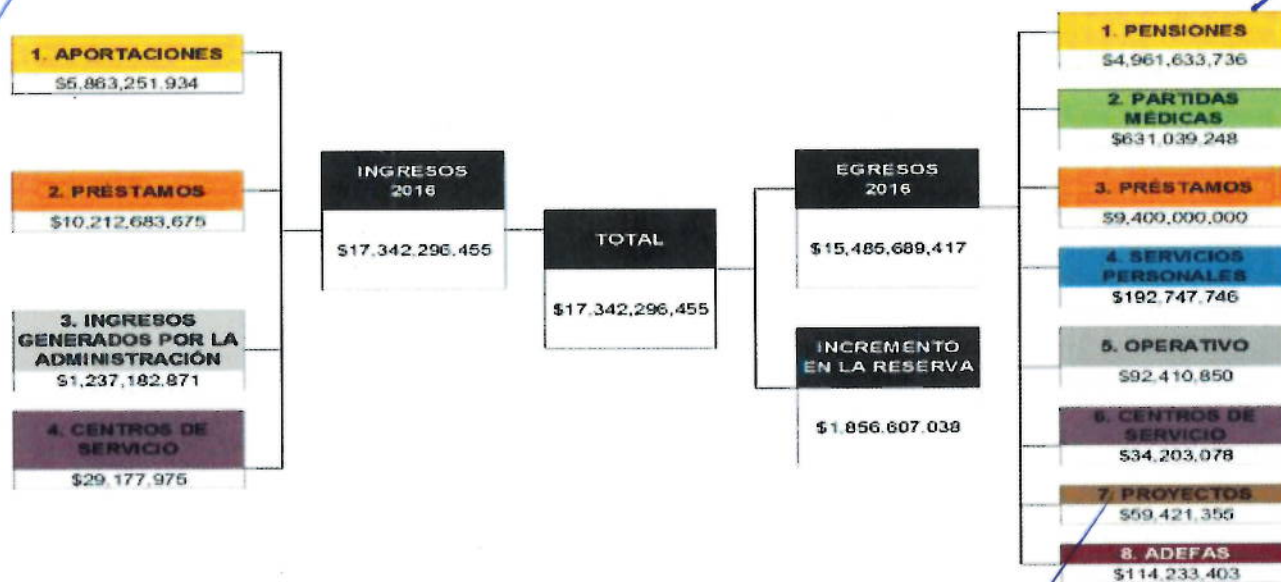 1. APORTACIONES
$5,863,251,934
2. PRÉSTAMOS
$10,212,683,675
3. INGRESOS
GENERADOS POR LA
ADMINISTRACIÓN
$1,237,182,871
4. CENTROS DE
SERVICIO
$29,177,975
INGRESOS
2016
$17,342,296,455
TOTAL
$17,342,296,455
EGRESOS
2016
$15,485,689,417
INCREMENTO
EN LA RESERVA
$1,856,607,038
1. PENSIONES
$4,961,633,736
2. PARTIDAS
MÉDICAS
$631,039,248
3. PRÉSTAMOS
$9,400,000,000
4. SERVICIOS
PERSONALES
$192,747,746
5. OPERATIVO
$92,410,850
6. CENTROS DE
SERVICIO
$34,203,078
7. PROYECTOS
$59,421,355
8. ADEFAS
$114,233,403